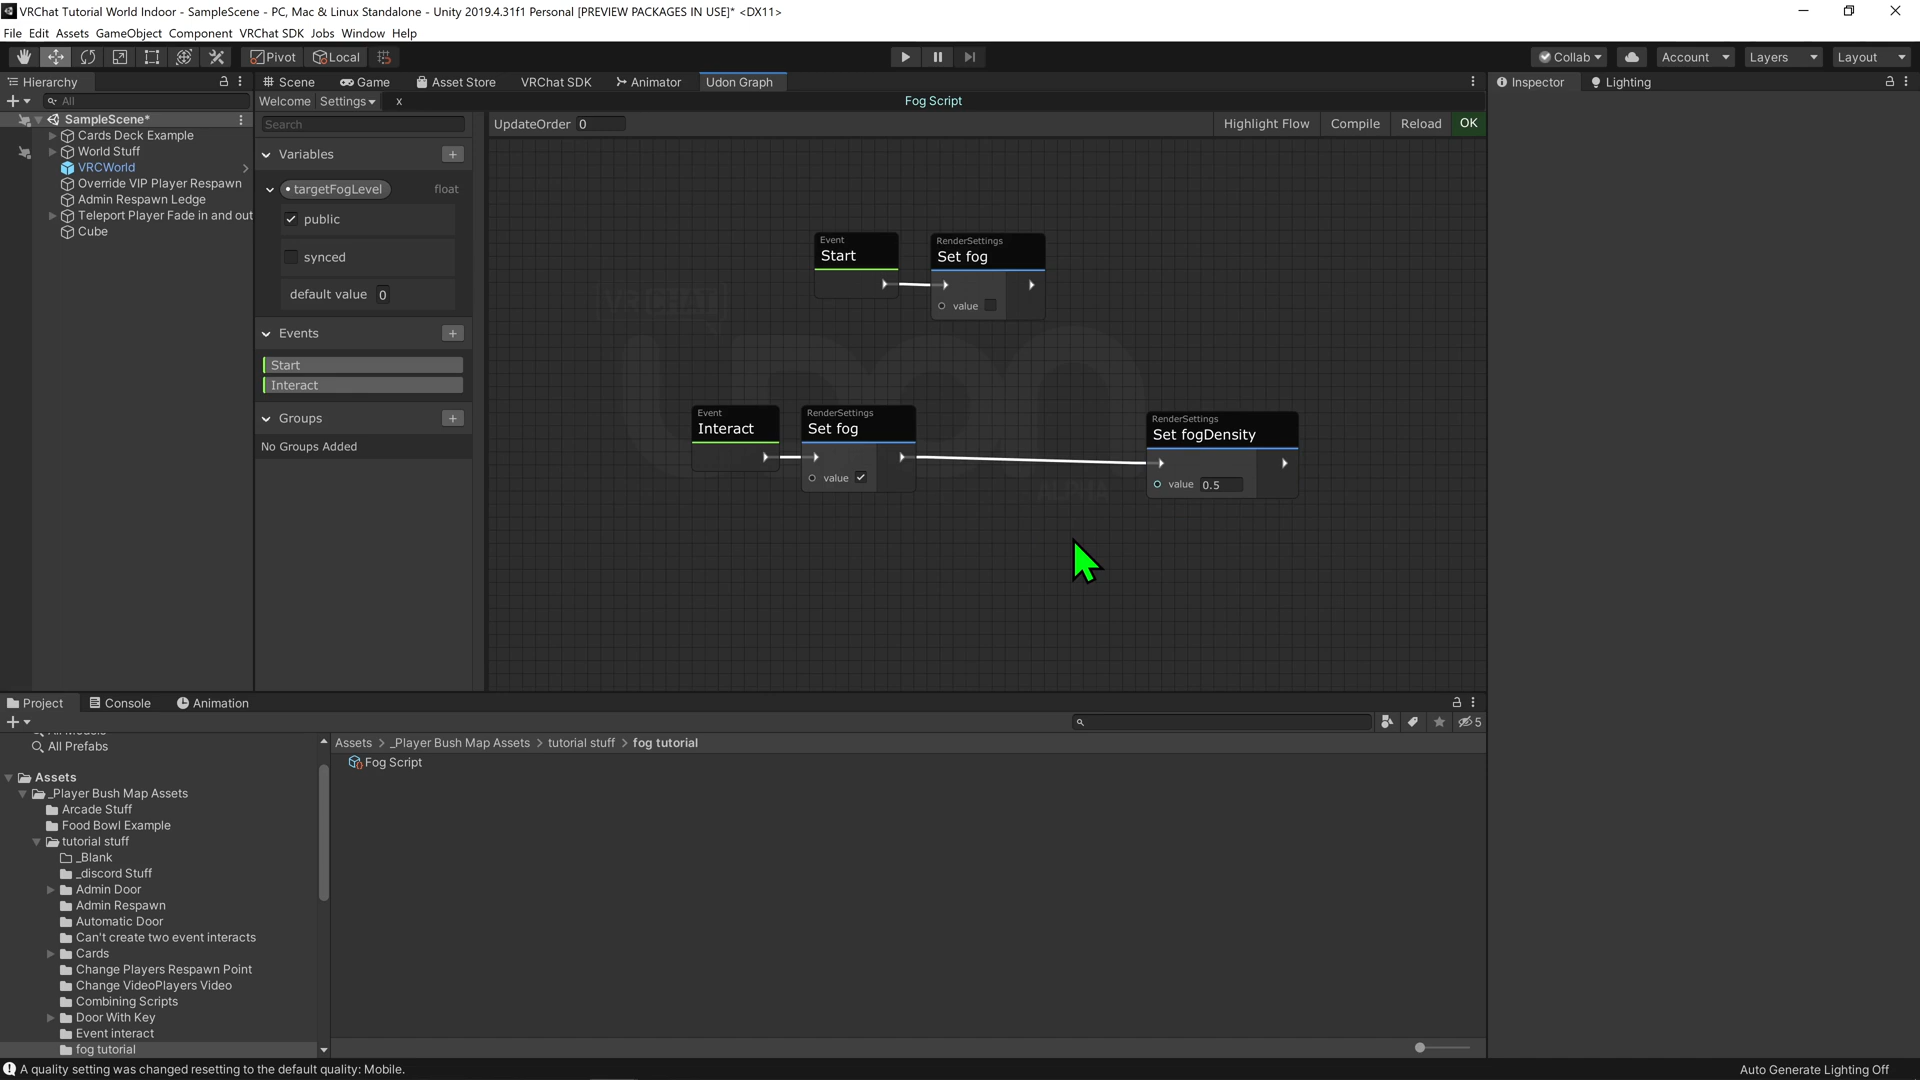 VRChat Tutorial World Indoor - SampleScene - PC, Mac & Linux Standalone - Unity 2019.4.31f1 Personal [PREVIEW PACKAGES IN USE]* <DX11>
File Edit Assets GameObject Component VRChat SDK Jobs Window Help
Pivot Local Collab Account Layers Layout
Hierarchy
All
SampleScene*
Cards Deck Example
World Stuff
VRCWorld
Override VIP Player Respawn
Admin Respawn Ledge
Teleport Player Fade in and out
Cube
Scene Game Asset Store VRChat SDK Animator Udon Graph
Welcome Settings x Fog Script
Search
UpdateOrder 0 Highlight Flow Compile Reload OK
Variables
targetFogLevel float
public
synced
default value 0
Events
Start
Interact
Groups
No Groups Added
VRCHAT
Udon
ALPHA
Event
Start
RenderSettings
Set fog
value
Event
Interact
RenderSettings
Set fog
value
RenderSettings
Set fogDensity
value 0.5
Inspector Lighting
Project Console Animation
5
All Models
All Prefabs
Assets
_Player Bush Map Assets
Arcade Stuff
Food Bowl Example
tutorial stuff
_Blank
_discord Stuff
Admin Door
Admin Respawn
Automatic Door
Can't create two event interacts
Cards
Change Players Respawn Point
Change VideoPlayers Video
Combining Scripts
Door With Key
Event interact
fog tutorial
Assets > _Player Bush Map Assets > tutorial stuff > fog tutorial
Fog Script
A quality setting was changed resetting to the default quality: Mobile.
Auto Generate Lighting Off